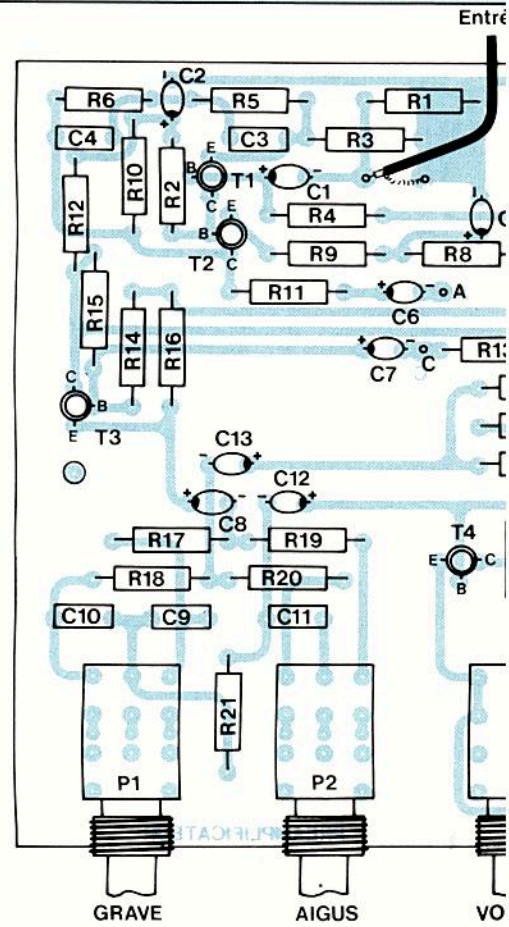 Entré
C2
R6 R5 R1
C4 C3 R3
R10 R2 E B T1 C C1
R12 R4
E B T2 C R9 R8
R15 R11 C6 A
R14 R16 C7 C R13
C B E T3
C13
C12
C8
T4
R17 R19 E C B
R18 R20
C10 C9 C11
R21
P1 P2
GRAVE AIGUS VO